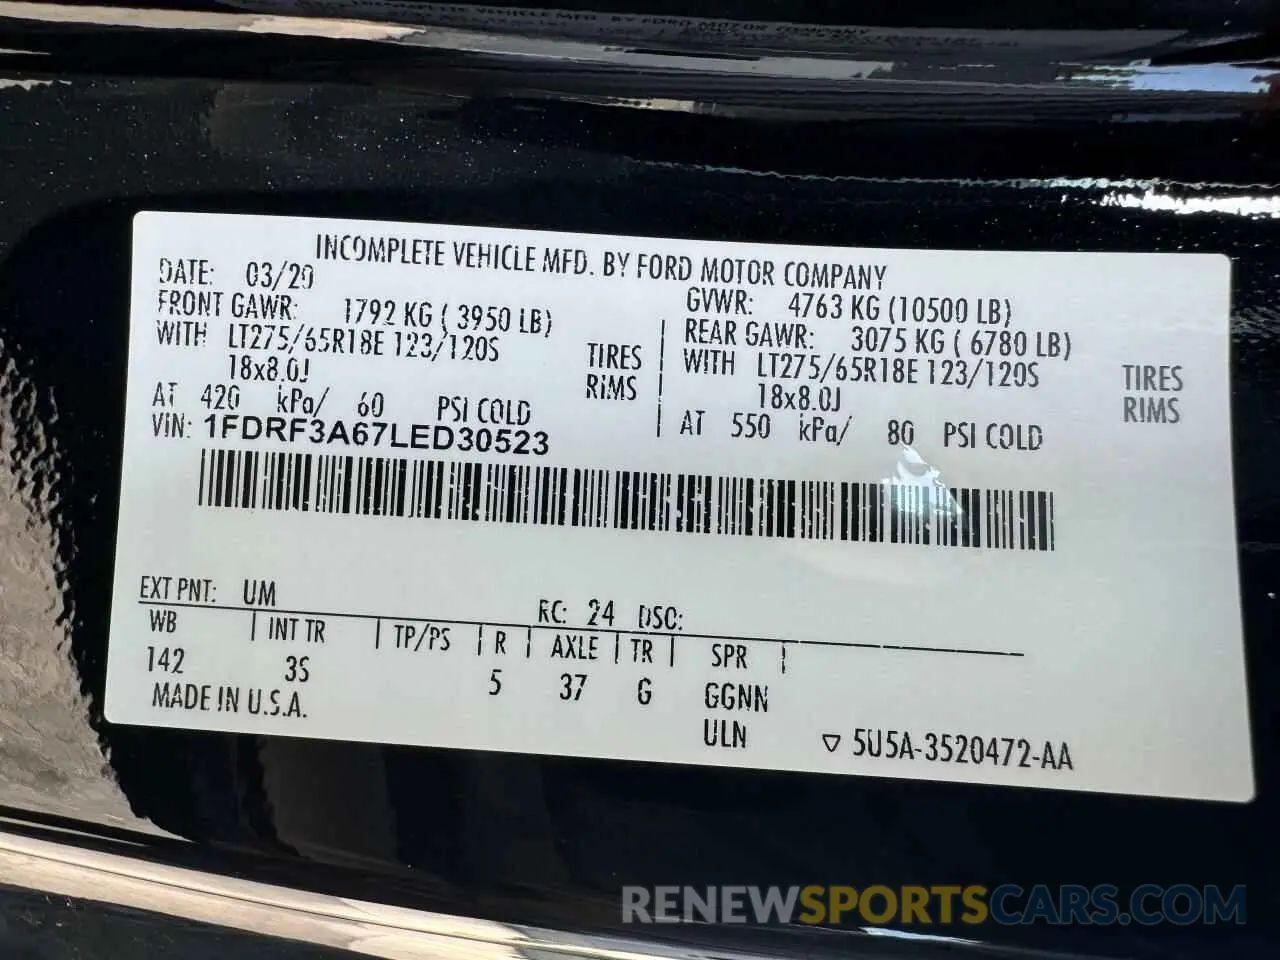 INCOMPLETE VEHICLE MFD. BY FORD MOTOR COMPANY
DATE: 03/20
GVWR: 4763 KG (10500 LB)
FRONT GAWR: 1792 KG ( 3950 LB)
REAR GAWR: 3075 KG ( 6780 LB)
WITH LT275/65R18E 123/120S TIRES
WITH LT275/65R18E 123/120S TIRES
18x8.0J RIMS
18x8.0J RIMS
AT 420 kPa/ 60 PSI COLD
AT 550 kPa/ 80 PSI COLD
VIN: 1FDRF3A67LED30523
EXT PNT: UM RC: 24 DSO:
WB | INT TR | TP/PS | R | AXLE | TR | SPR |
142 3S 5 37 G GGNN
MADE IN U.S.A. ULN ▽ 5U5A-3520472-AA
RENEWSPORTSCARS.COM